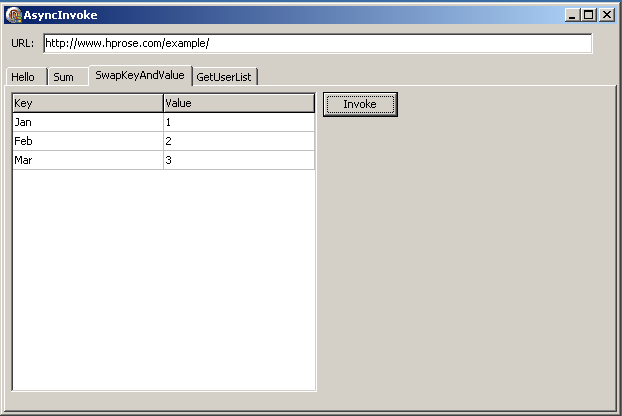 AsyncInvoke
URL: http://www.hprose.com/example/
Hello Sum SwapKeyAndValue GetUserList
Key Value Invoke
Jan 1
Feb 2
Mar 3